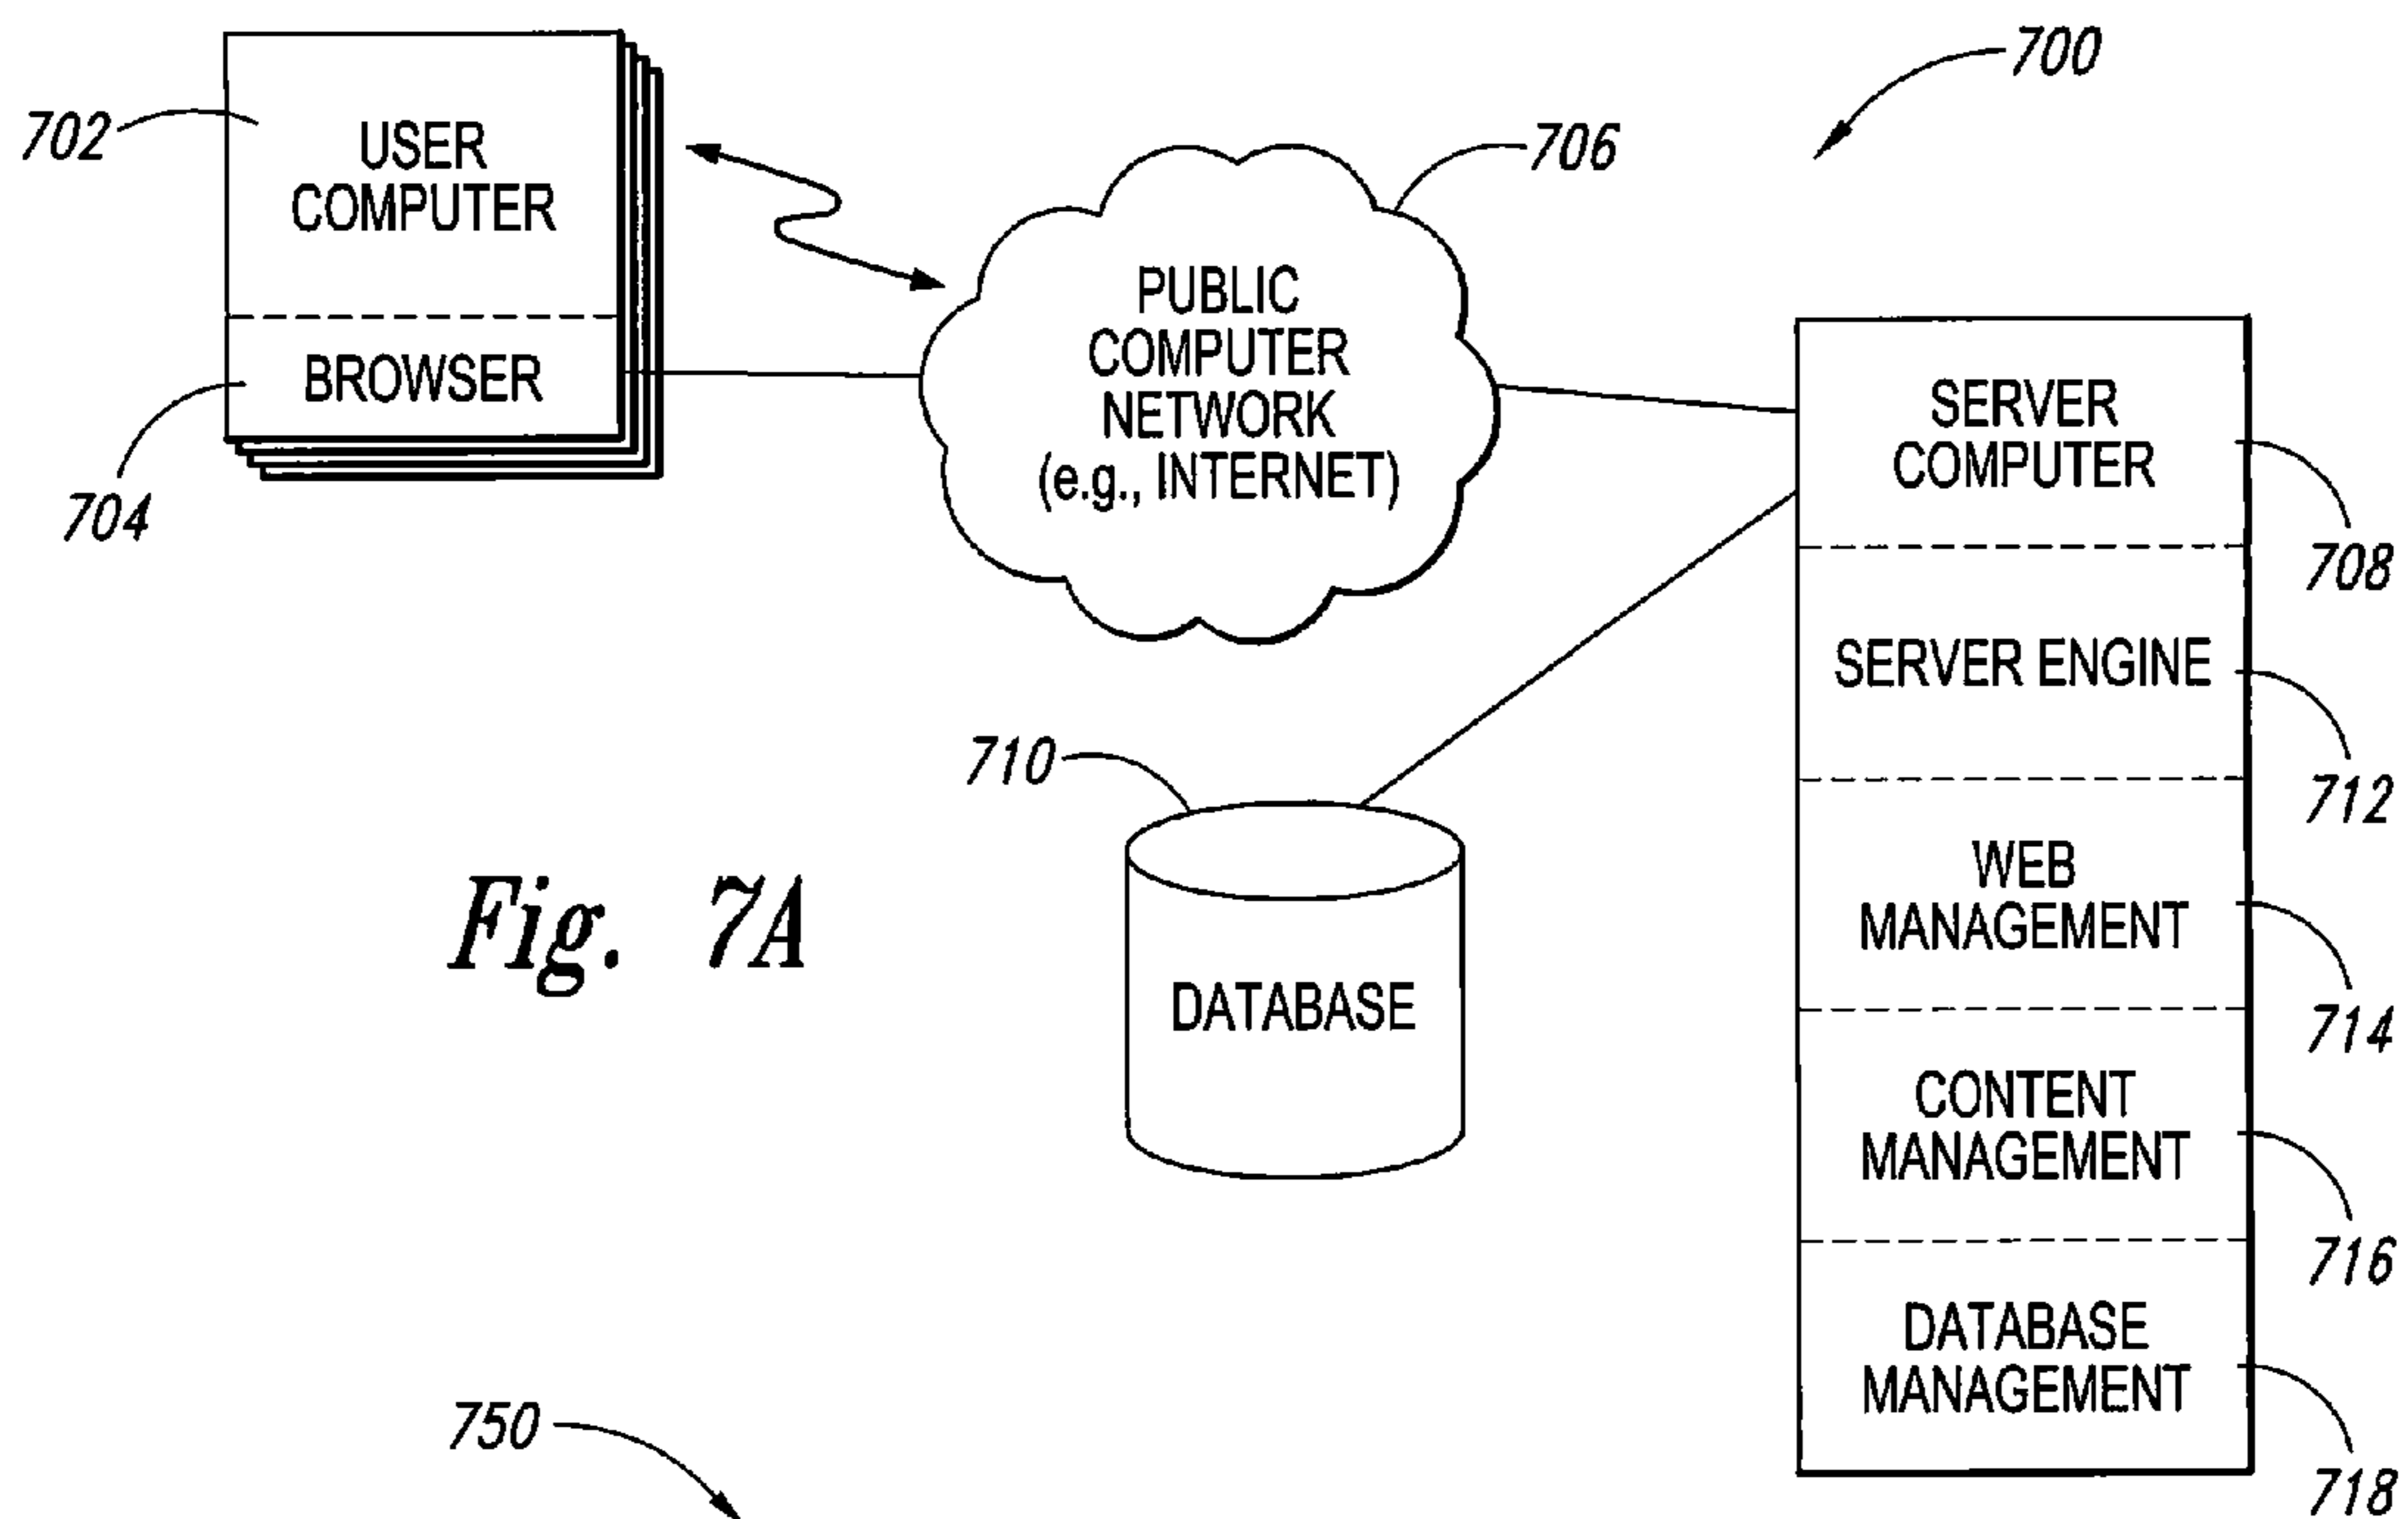 700
702
USER
COMPUTER
BROWSER
704
706
PUBLIC
COMPUTER
NETWORK
(e.g., INTERNET)
SERVER
COMPUTER
708
SERVER ENGINE
712
WEB
MANAGEMENT
714
CONTENT
MANAGEMENT
716
DATABASE
MANAGEMENT
718
710
DATABASE
Fig. 7A
750